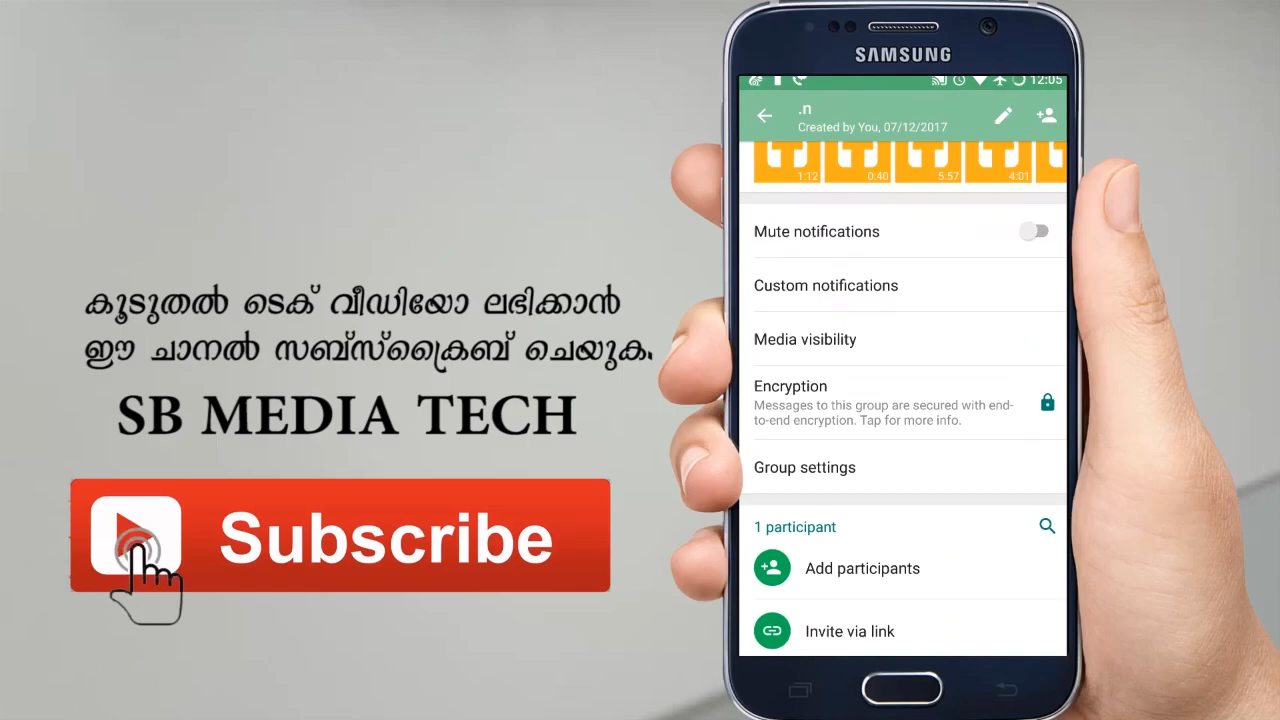 കൂടുതൽ ടെക് വീഡിയോ ലഭിക്കാൻ
ഈ ചാനൽ സബ്സ്ക്രൈബ് ചെയുക.
SB MEDIA TECH
Subscribe
SAMSUNG
12:05
.n
Created by You, 07/12/2017
1:12 0:40 5:57 4:01
Mute notifications
Custom notifications
Media visibility
Encryption
Messages to this group are secured with end-
to-end encryption. Tap for more info.
Group settings
1 participant
Add participants
Invite via link